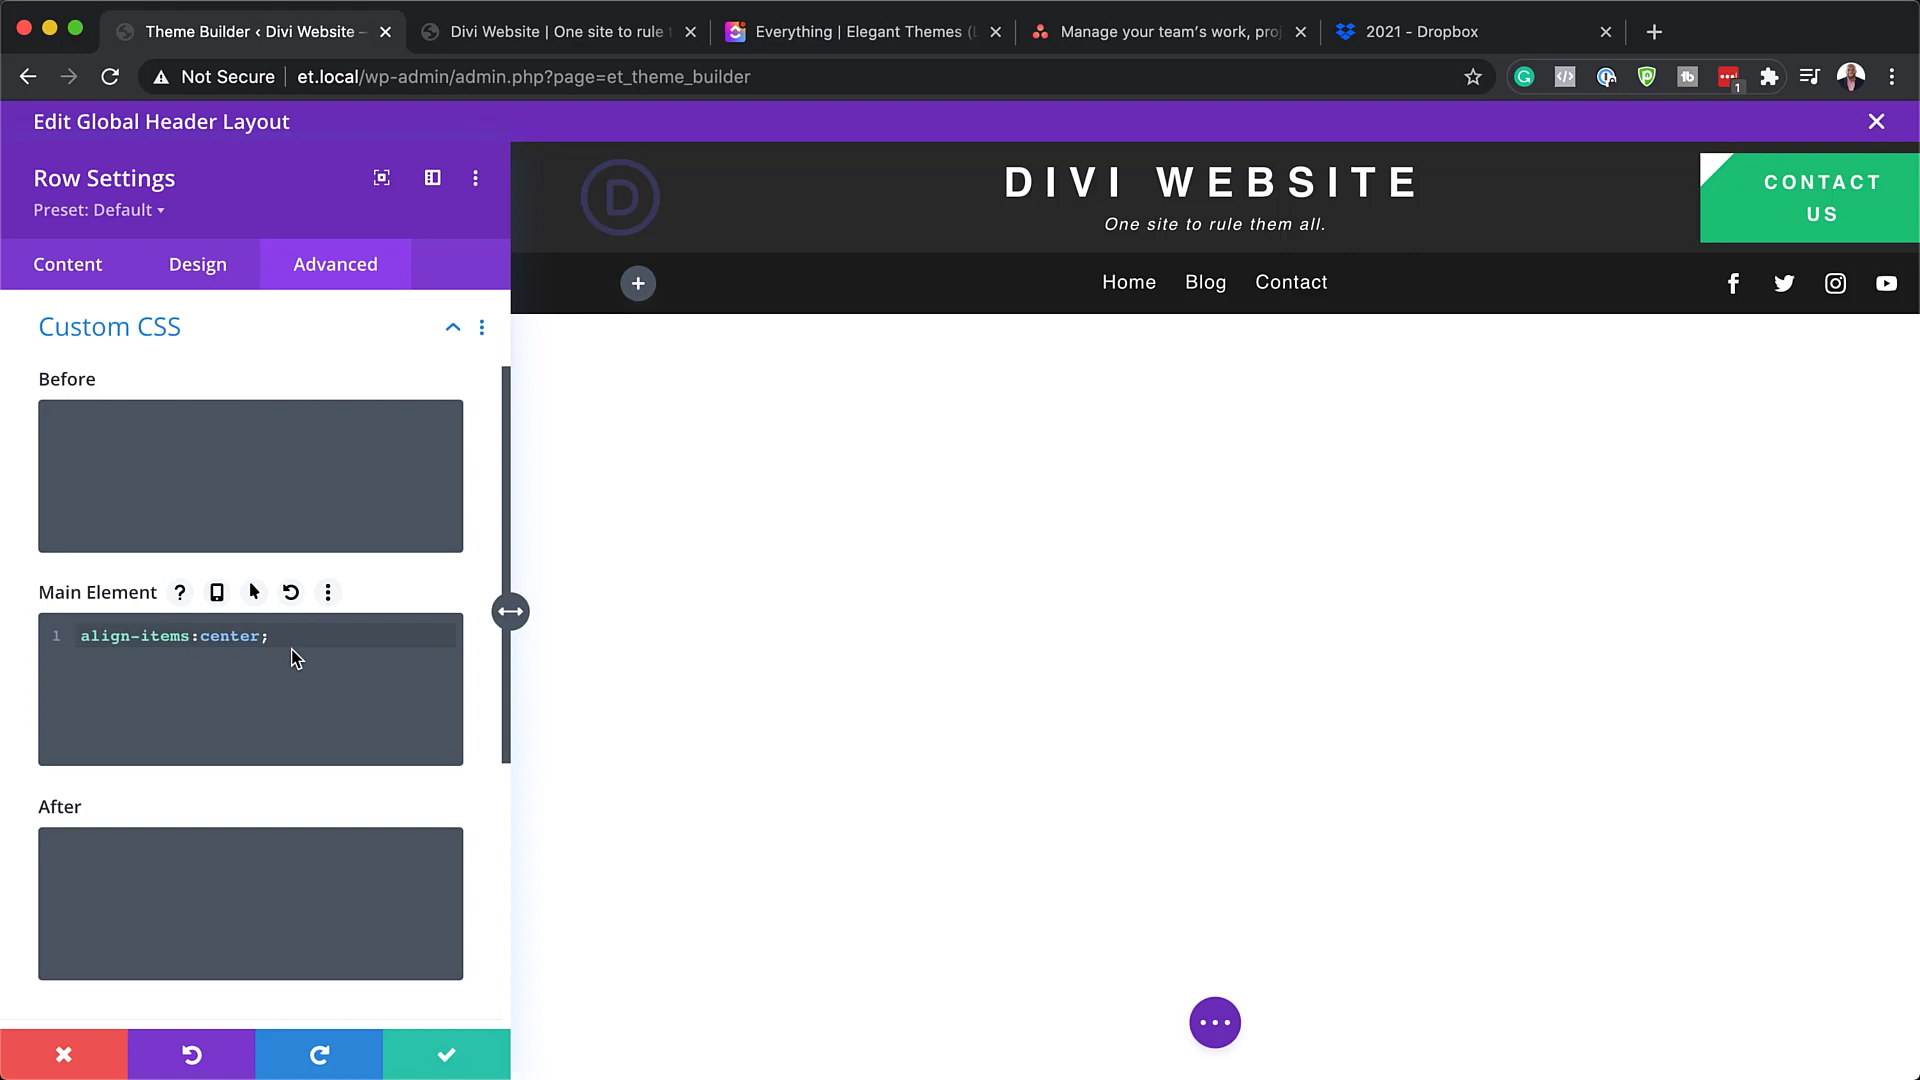 Theme Builder ‹ Divi Website –
Divi Website | One site to rule t
Everything | Elegant Themes (
Manage your team's work, proj
2021 - Dropbox
Not Secure
et.local/wp-admin/admin.php?page=et_theme_builder
1
Edit Global Header Layout
Row Settings
Preset: Default
Content
Design
Advanced
Custom CSS
Before
Main Element
?
1 align-items:center;
After
D
DIVI WEBSITE
One site to rule them all.
CONTACT
US
Home
Blog
Contact